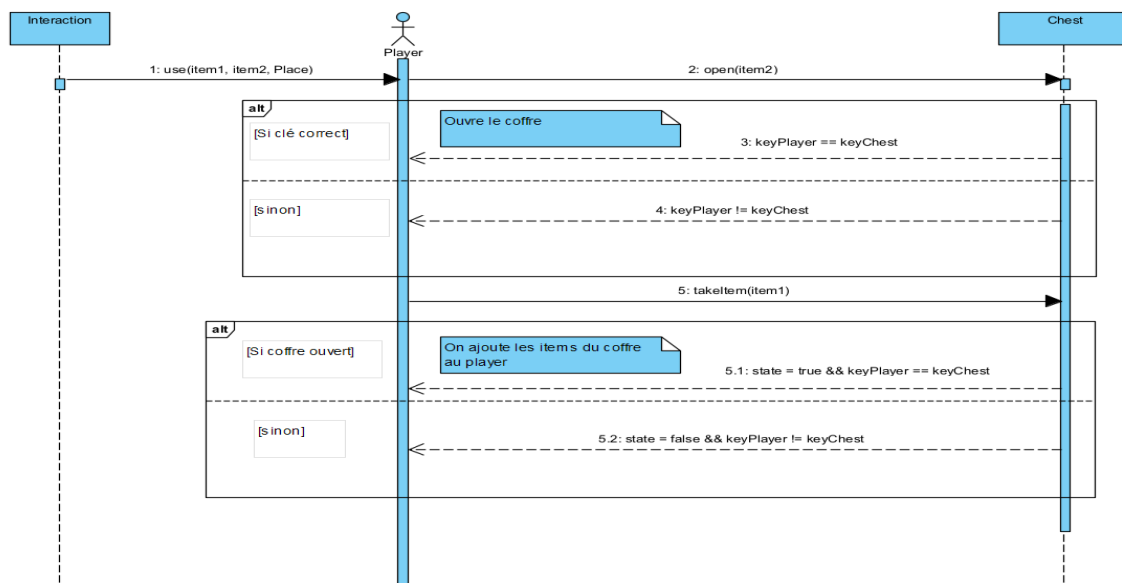 Interaction
Chest
Player
1: use(item1, item2, Place)
2: open(item2)
alt
Ouvre le coffre
[Si clé correct]
3: keyPlayer == keyChest
[sinon]
4: keyPlayer != keyChest
5: takeItem(item1)
alt
[Si coffre ouvert]
On ajoute les items du coffre
au player
5.1: state = true && keyPlayer == keyChest
[sinon]
5.2: state = false && keyPlayer != keyChest